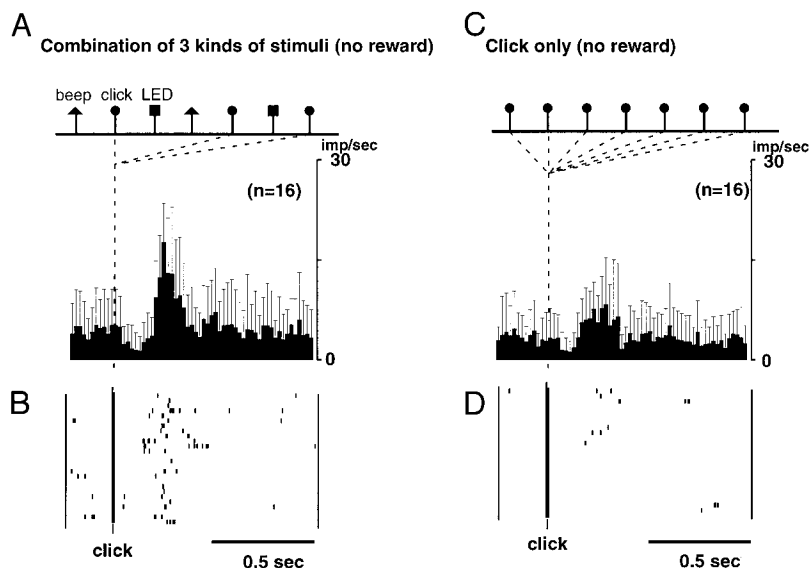 A
Combination of 3 kinds of stimuli (no reward)
beep click LED
imp/sec
30
(n=16)
0
B
click
0.5 sec
C
Click only (no reward)
imp/sec
30
(n=16)
0
D
click
0.5 sec